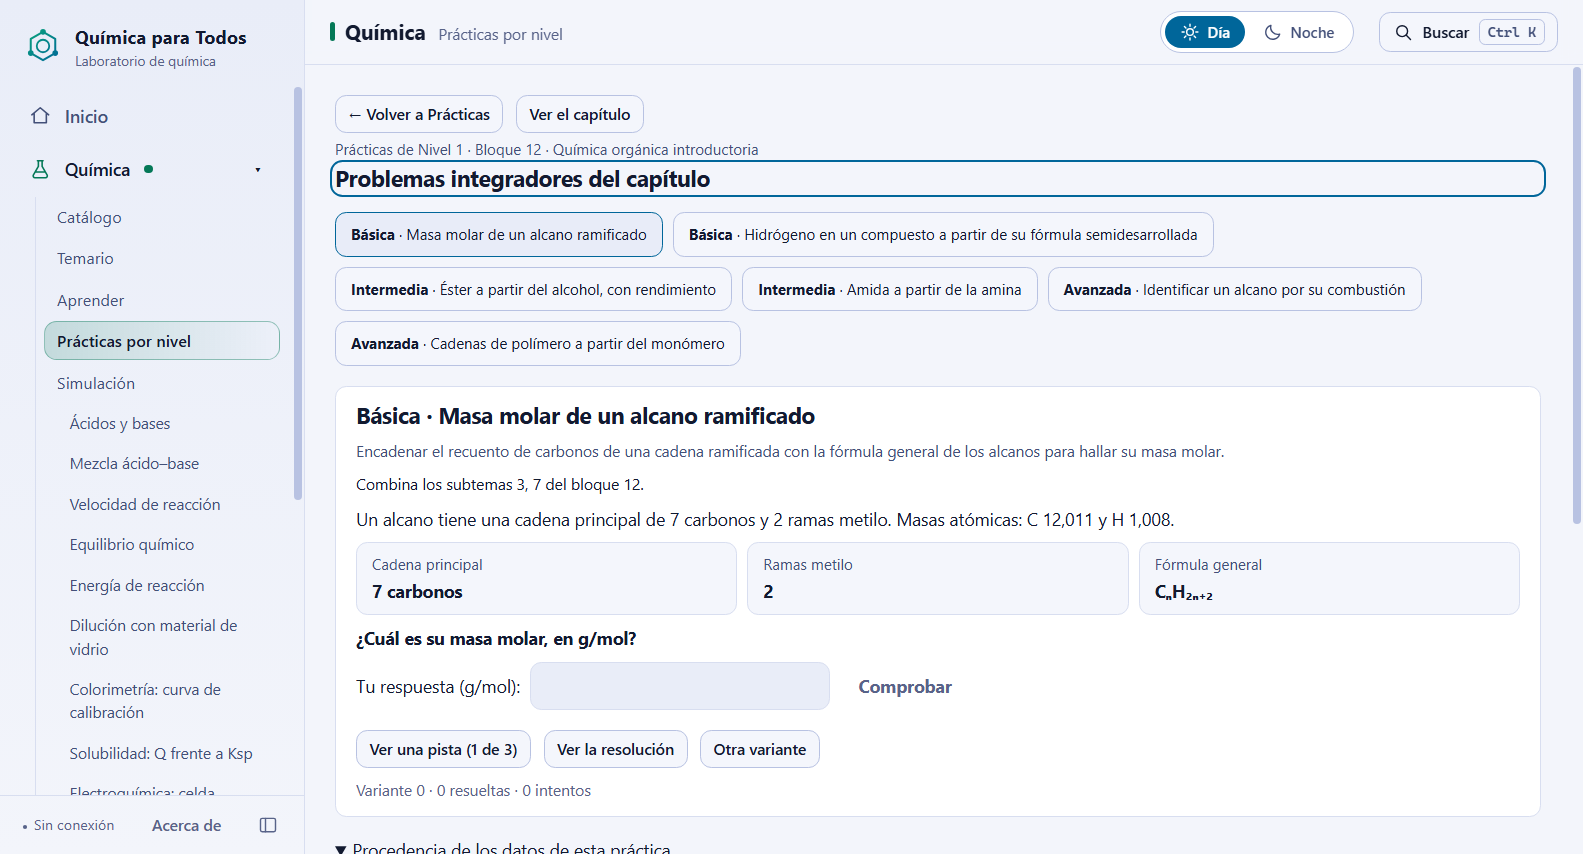 Química para Todos
Laboratorio de química
Inicio
Química
Catálogo
Temario
Aprender
Prácticas por nivel
Simulación
Ácidos y bases
Mezcla ácido–base
Velocidad de reacción
Equilibrio químico
Energía de reacción
Dilución con material de
vidrio
Colorimetría: curva de
calibración
Solubilidad: Q frente a Ksp
Electroquímica: celda
Sin conexión
Acerca de
Química Prácticas por nivel
Día
Noche
Buscar Ctrl K
← Volver a Prácticas
Ver el capítulo
Prácticas de Nivel 1 · Bloque 12 · Química orgánica introductoria
Problemas integradores del capítulo
Básica · Masa molar de un alcano ramificado
Básica · Hidrógeno en un compuesto a partir de su fórmula semidesarrollada
Intermedia · Éster a partir del alcohol, con rendimiento
Intermedia · Amida a partir de la amina
Avanzada · Identificar un alcano por su combustión
Avanzada · Cadenas de polímero a partir del monómero
Básica · Masa molar de un alcano ramificado
Encadenar el recuento de carbonos de una cadena ramificada con la fórmula general de los alcanos para hallar su masa molar.
Combina los subtemas 3, 7 del bloque 12.
Un alcano tiene una cadena principal de 7 carbonos y 2 ramas metilo. Masas atómicas: C 12,011 y H 1,008.
Cadena principal
7 carbonos
Ramas metilo
2
Fórmula general
CₙH₂ₙ₊₂
¿Cuál es su masa molar, en g/mol?
Tu respuesta (g/mol):
Comprobar
Ver una pista (1 de 3)
Ver la resolución
Otra variante
Variante 0 · 0 resueltas · 0 intentos
▼ Procedencia de los datos de esta práctica